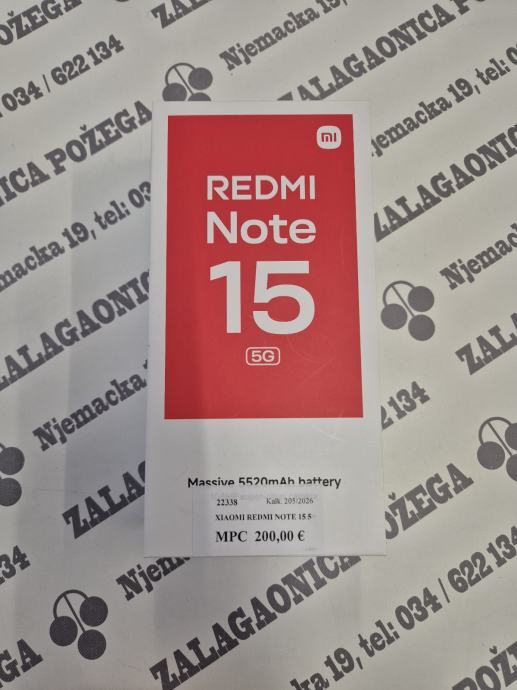 mi
REDMI
Note
15
5G
Massive 5520mAh battery
22338 Kalk. 205/2026
XIAOMI REDMI NOTE 15 5
MPC 200,00 €
ZALAGAONICA POŽEGA
Njemacka 19, tel: 034 / 622 134